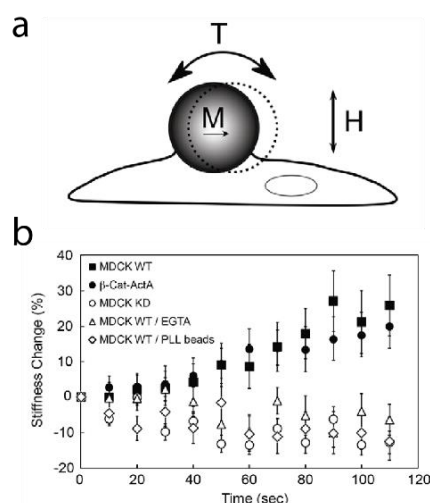 a
T
M
H
b
40
30
20
10
0
-10
-20
Stiffness Change (%)
MDCK WT
β-Cat-ActA
MDCK KD
MDCK WT / EGTA
MDCK WT / PLL beads
0 20 40 60 80 100 120
Time (sec)